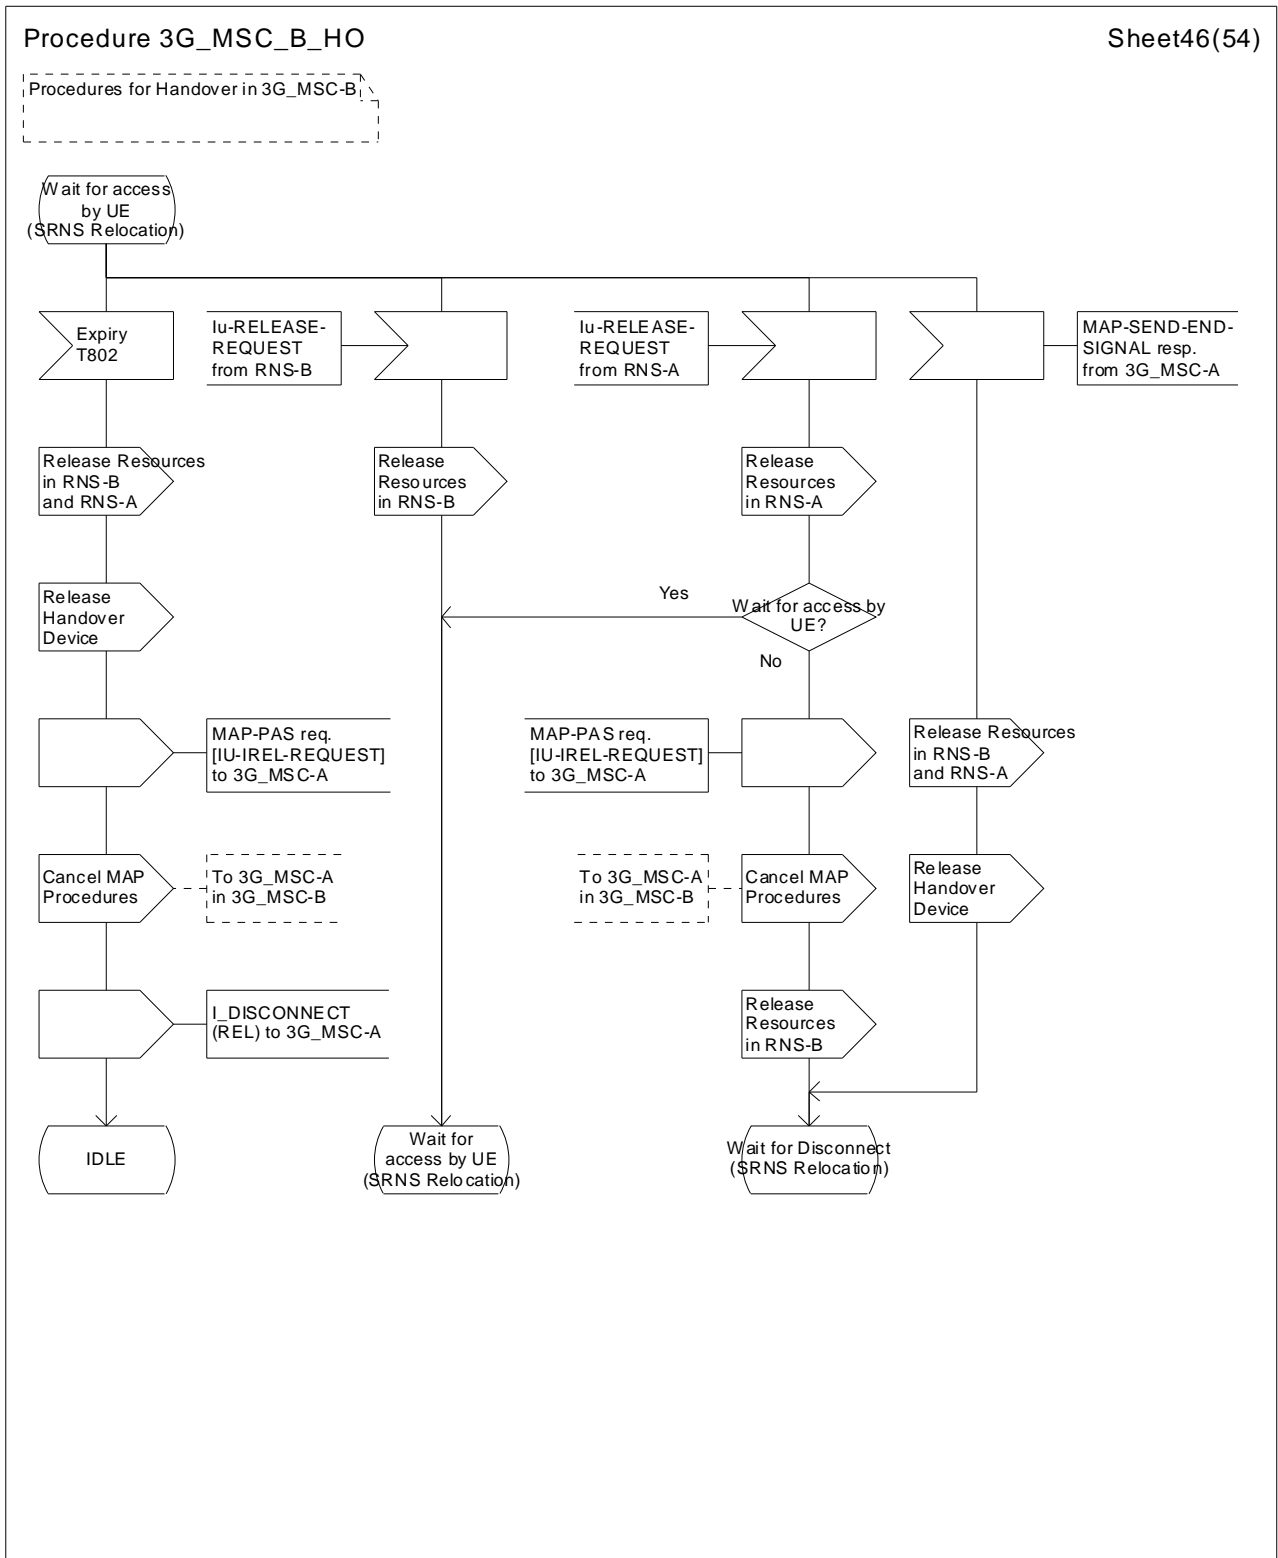 Procedure 3G_MSC_B_HO
Sheet46(54)
Procedures for Handover in 3G_MSC-B
Wait for access
by UE
(SRNS Relocation)
Expiry
T802
Iu-RELEASE-
REQUEST
from RNS-B
Iu-RELEASE-
REQUEST
from RNS-A
MAP-SEND-END-
SIGNAL resp.
from 3G_MSC-A
Release Resources
in RNS-B
and RNS-A
Release
Resources
in RNS-B
Release
Resources
in RNS-A
Release
Handover
Device
Yes
Wait for access by
UE?
No
MAP-PAS req.
[IU-IREL-REQUEST]
to 3G_MSC-A
MAP-PAS req.
[IU-IREL-REQUEST]
to 3G_MSC-A
Release Resources
in RNS-B
and RNS-A
Cancel MAP
Procedures
To 3G_MSC-A
in 3G_MSC-B
To 3G_MSC-A
in 3G_MSC-B
Cancel MAP
Procedures
Release
Handover
Device
I_DISCONNECT
(REL) to 3G_MSC-A
Release
Resources
in RNS-B
IDLE
Wait for
access by UE
(SRNS Relocation)
Wait for Disconnect
(SRNS Relocation)